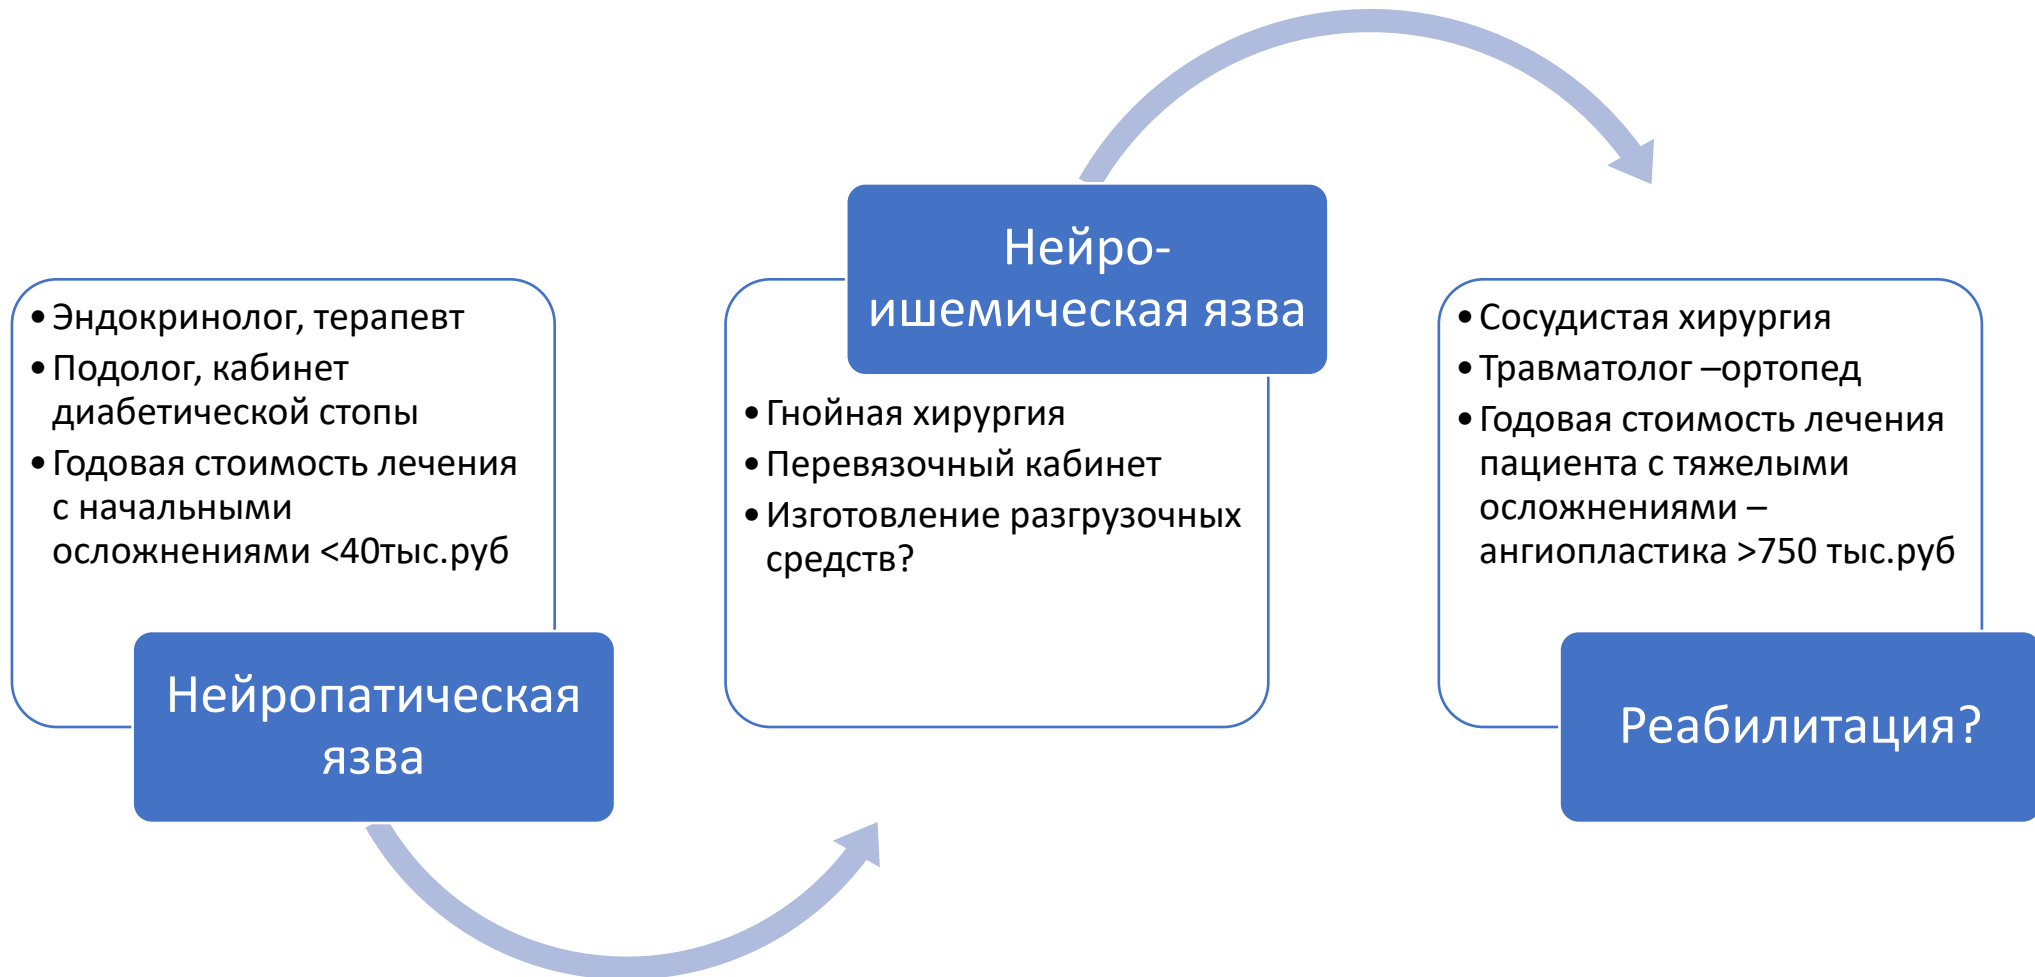 • Эндокринолог, терапевт
• Подолог, кабинет
диабетической стопы
• Годовая стоимость лечения
с начальными
осложнениями <40тыс.руб
Нейропатическая
язва
Нейро-
ишемическая язва
• Гнойная хирургия
• Перевязочный кабинет
• Изготовление разгрузочных
средств?
• Сосудистая хирургия
• Травматолог –ортопед
• Годовая стоимость лечения
пациента с тяжелыми
осложнениями –
ангиопластика >750 тыс.руб
Реабилитация?